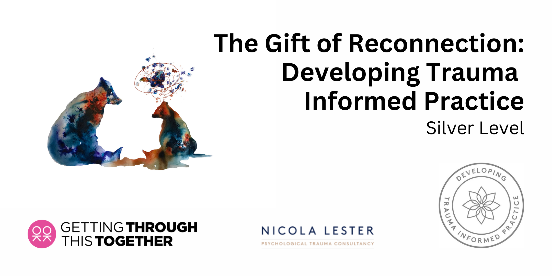 The Gift of Reconnection:
Developing Trauma
Informed Practice
Silver Level
DEVELOPING
TRAUMA INFORMED PRACTICE
GETTING THROUGH
THIS TOGETHER
NICOLA LESTER
PSYCHOLOGICAL TRAUMA CONSULTANCY